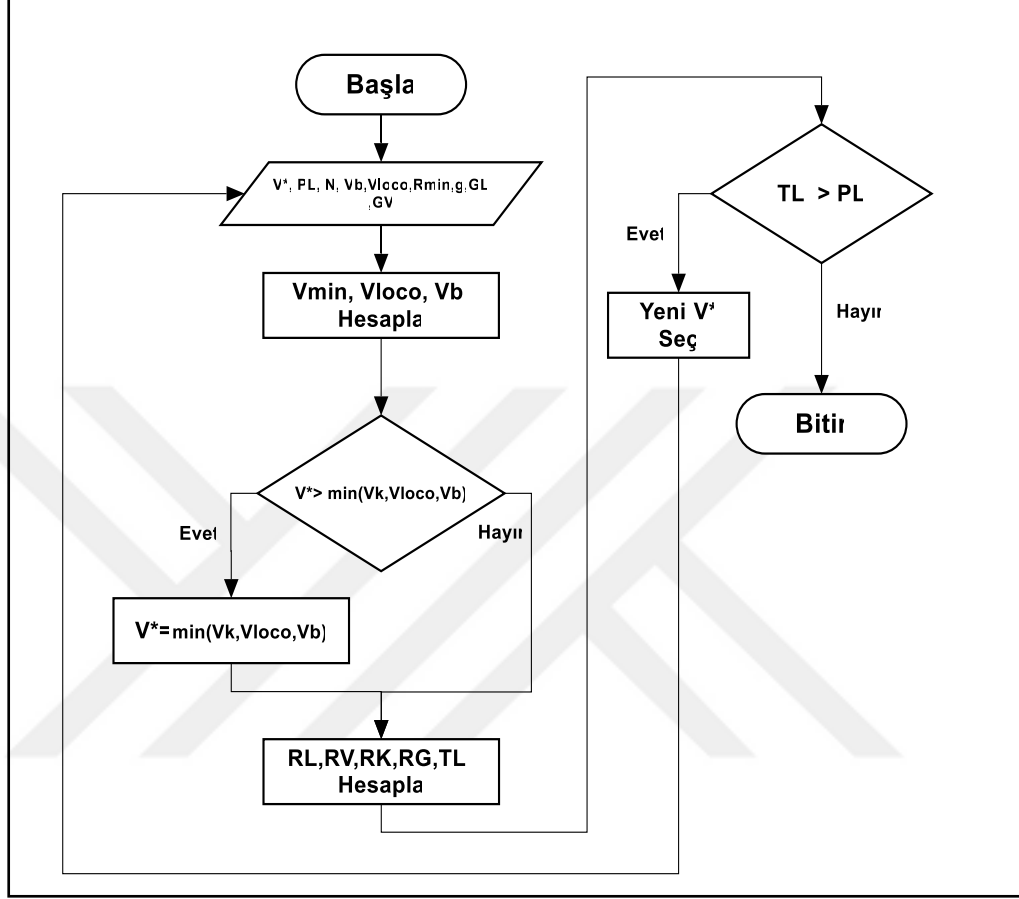 Başla
V*, PL, N, Vb,Vloco,Rmin,g,GL
,GV
Vmin, Vloco, Vb
Hesapla
V*> min(Vk,Vloco,Vb)
Evet
Hayır
V*=min(Vk,Vloco,Vb)
RL,RV,RK,RG,TL
Hesapla
TL > PL
Evet
Yeni V*
Seç
Hayır
Bitir